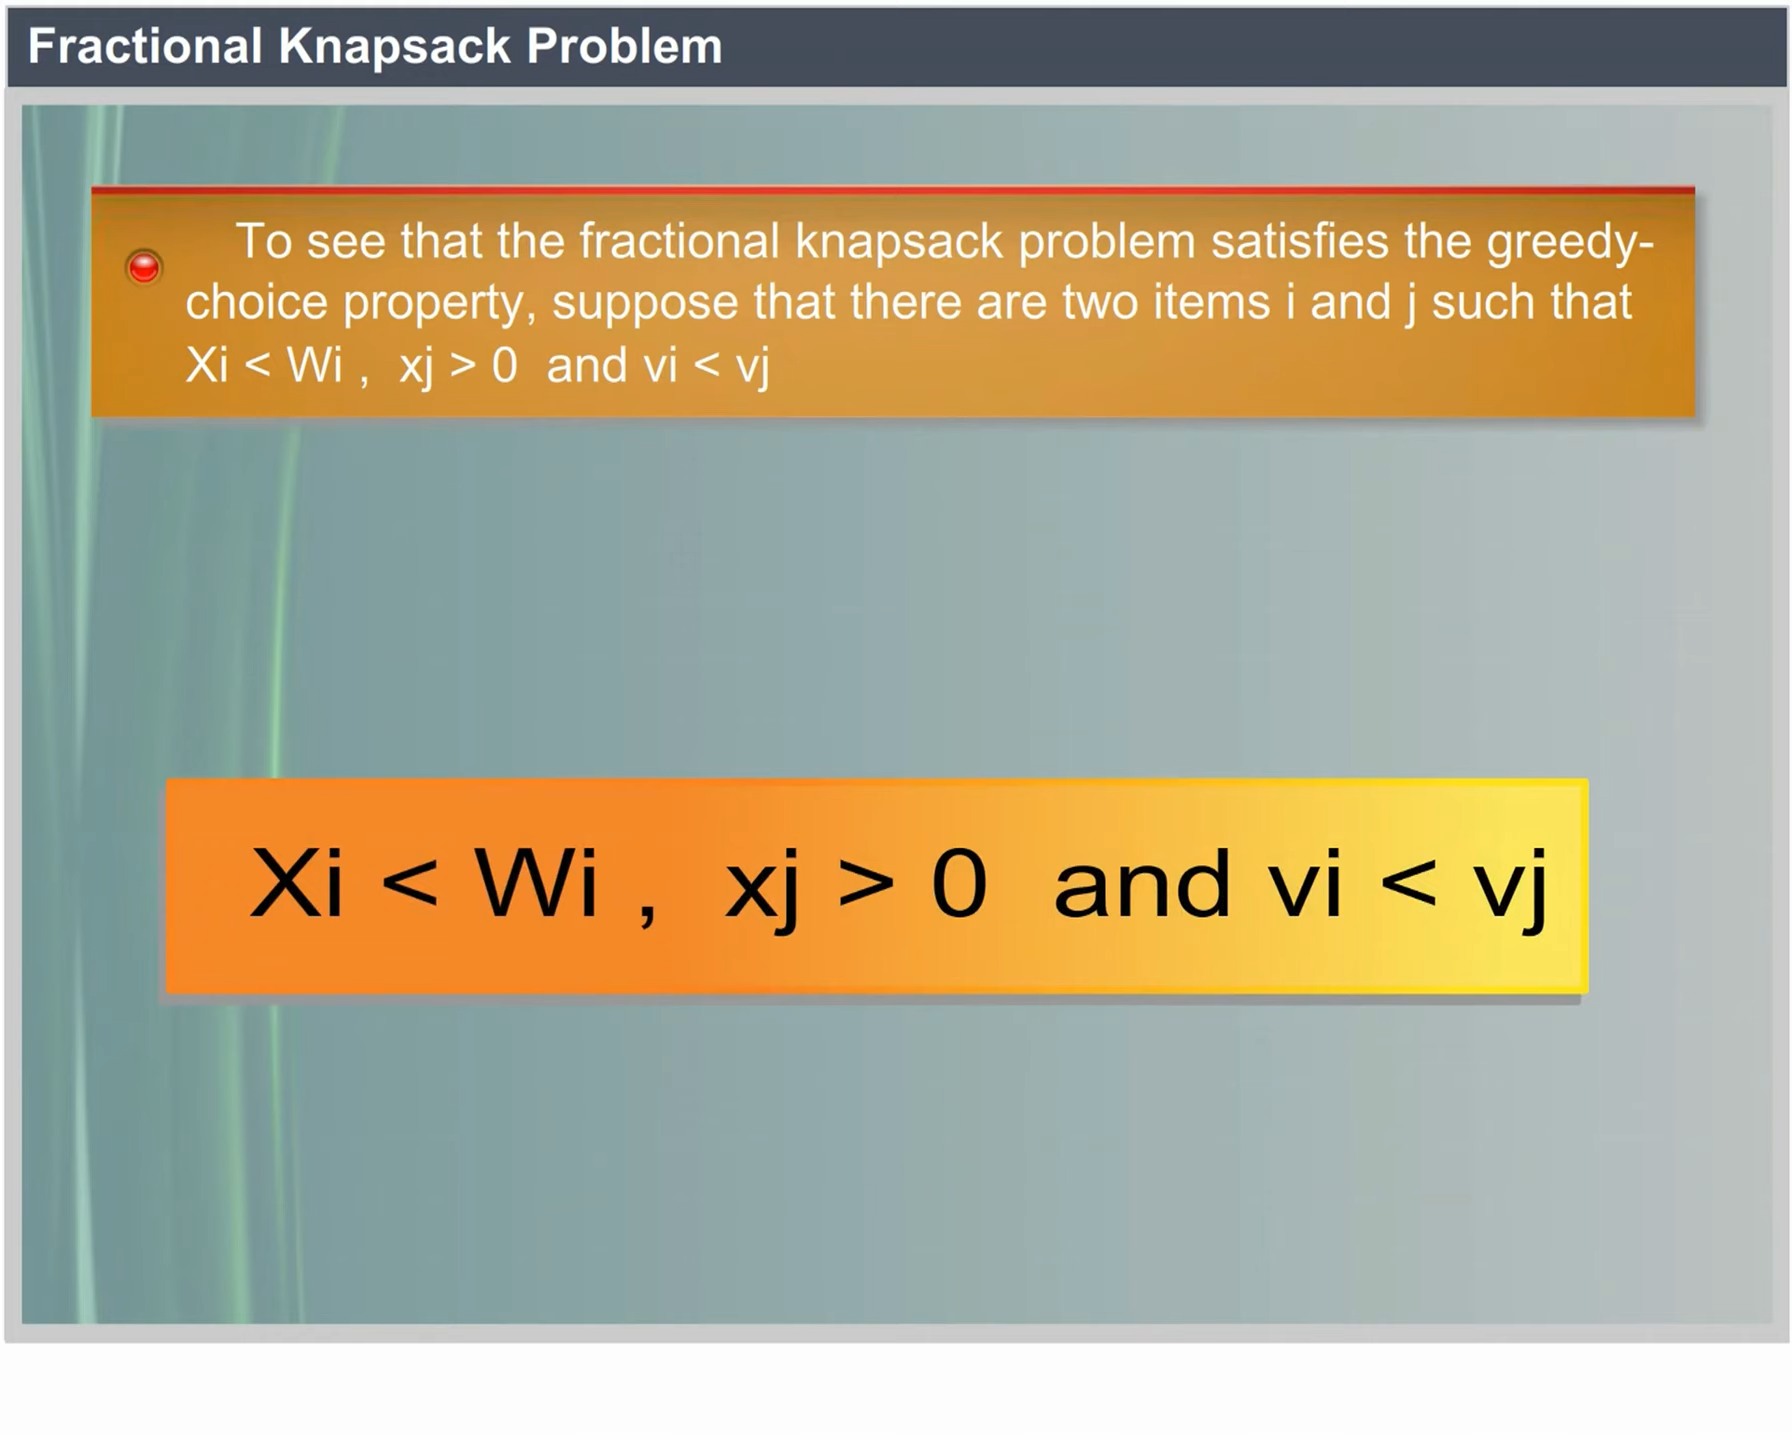 Fractional Knapsack Problem
To see that the fractional knapsack problem satisfies the greedy-
choice property, suppose that there are two items i and j such that
Xi < Wi , xj > 0 and vi < vj
Xi < Wi , xj > 0 and vi < vj